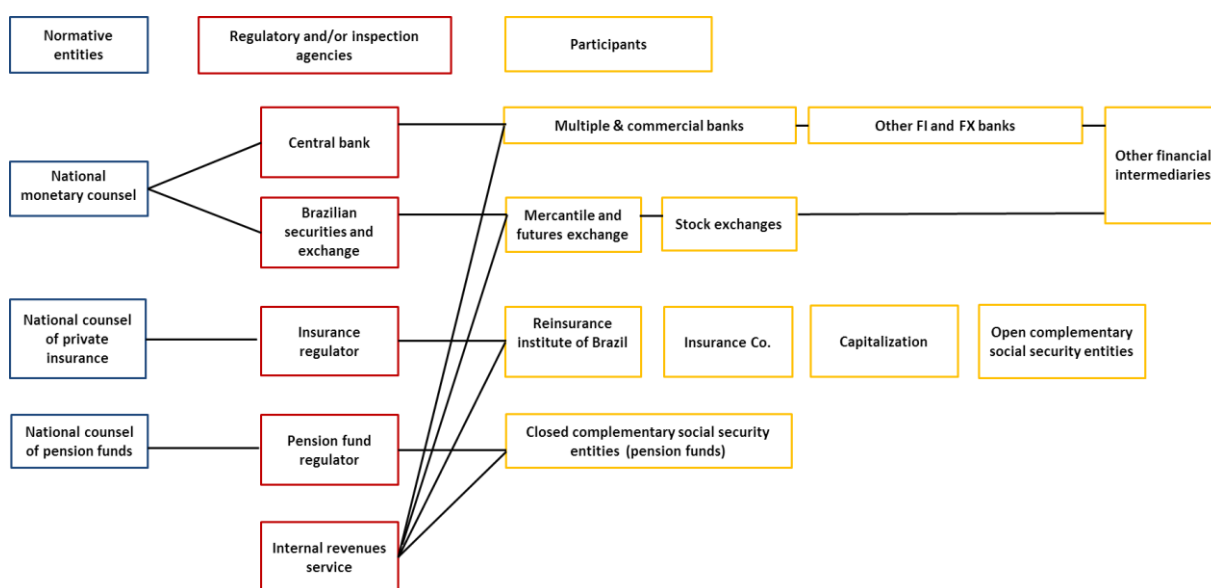 Normative
entities
Regulatory and/or inspection
agencies
Participants
National
monetary counsel
Central bank
Multiple & commercial banks
Other FI and FX banks
Other financial
intermediaries
Brazilian
securities and
exchange
Mercantile and
futures exchange
Stock exchanges
National counsel
of private
insurance
Insurance
regulator
Reinsurance
institute of Brazil
Insurance Co.
Capitalization
Open complementary
social security entities
National counsel
of pension funds
Pension fund
regulator
Closed complementary social security
entities (pension funds)
Internal revenues
service